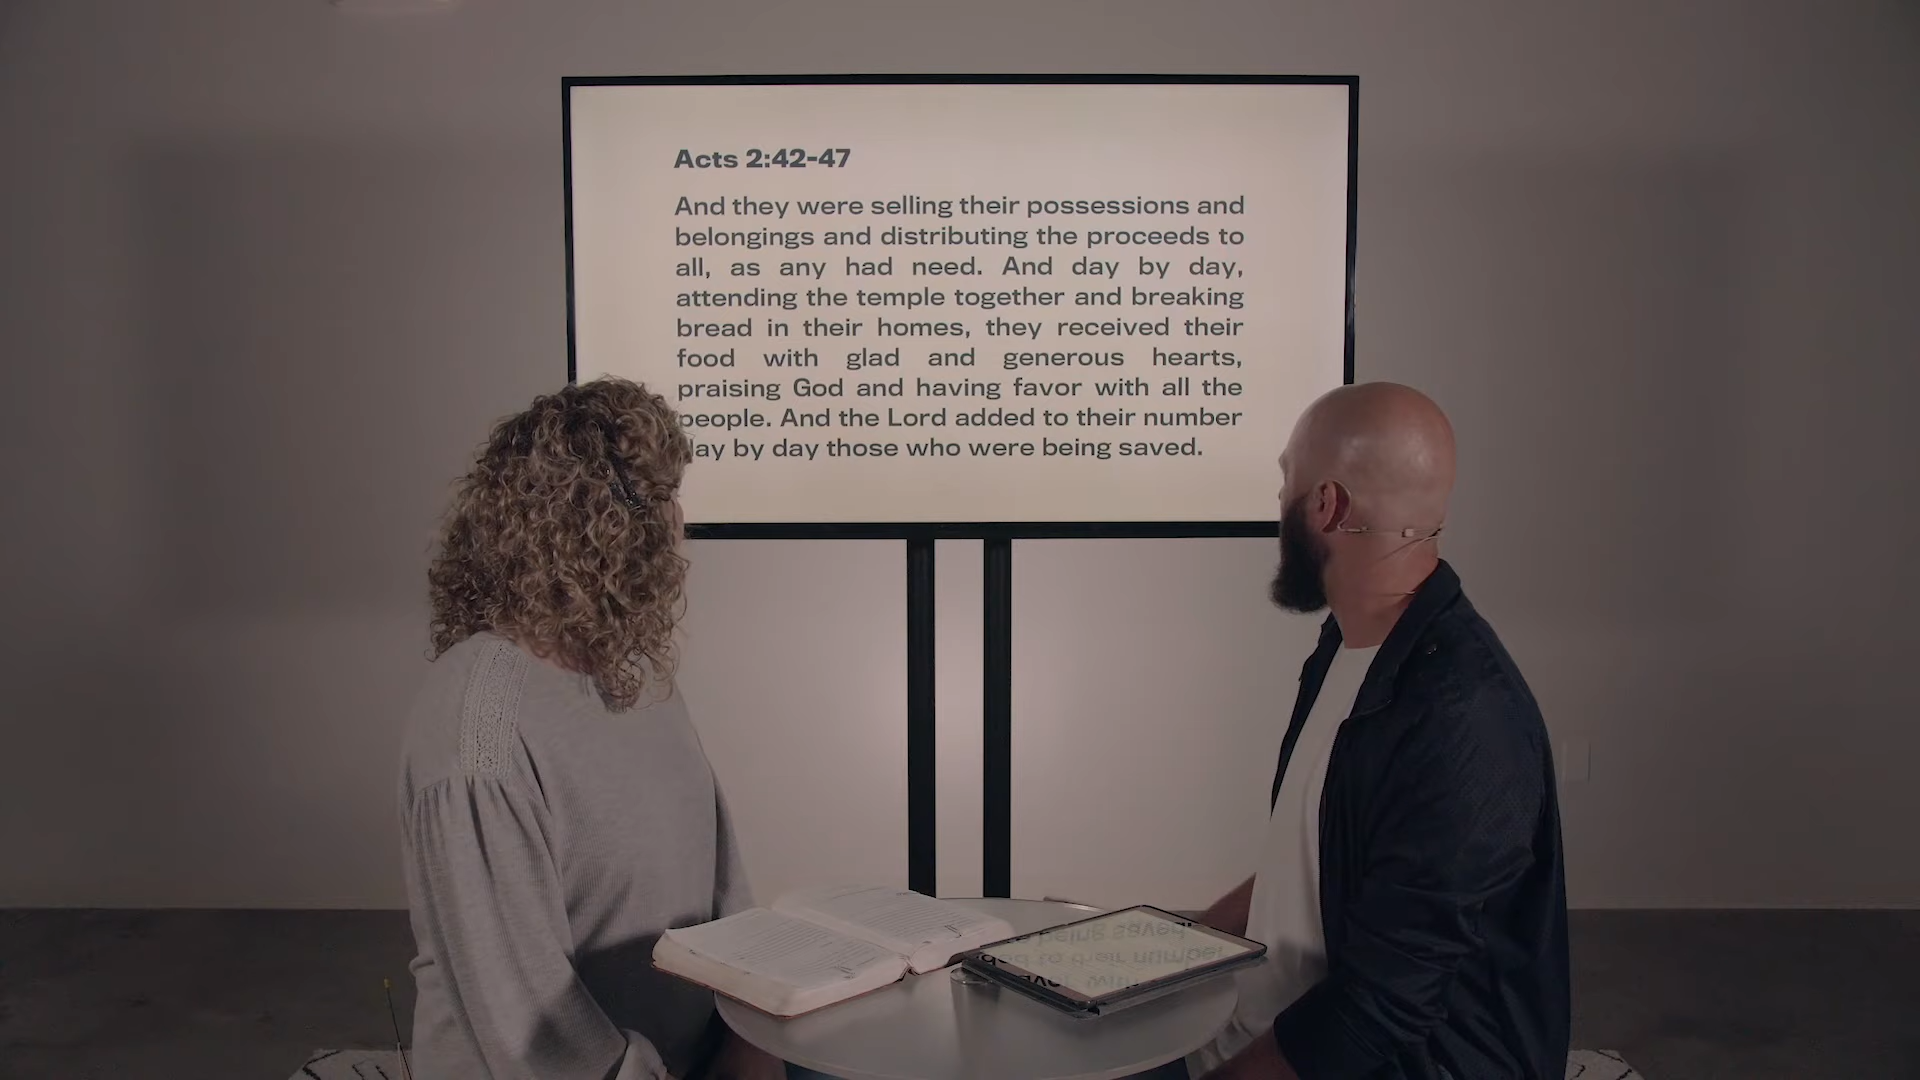 Acts 2:42-47
And they were selling their possessions and
belongings and distributing the proceeds to
all, as any had need. And day by day,
attending the temple together and breaking
bread in their homes, they received their
food with glad and generous hearts,
praising God and having favor with all the
people. And the Lord added to their number
day by day those who were being saved.